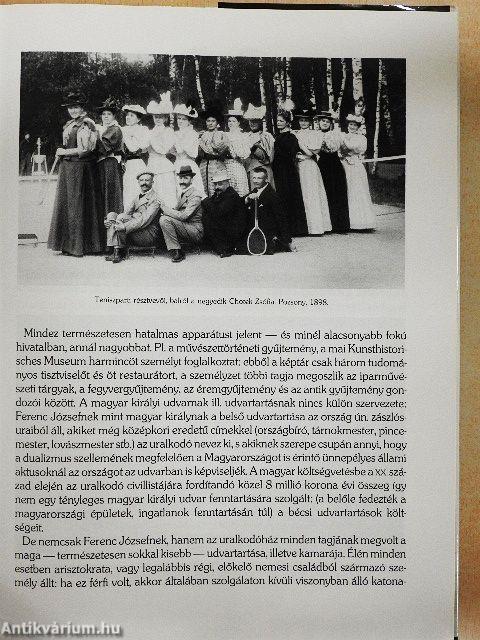 Teniszparti résztvevői, balról a negyedik Chotek Zsófia. Pozsony, 1898.
Mindez természetesen hatalmas apparátust jelent — és minél alacsonyabb fokú
hivatalban, annál nagyobbat. Pl. a művészettörténeti gyűjtemény, a mai Kunsthistori-
sches Museum harmincöt személyt foglalkoztat; ebből a képtár csak három tudomá-
nyos tisztviselőt és öt restaurátort, a személyzet többi tagja megoszlik az iparművé-
szeti tárgyak, a fegyvergyűjtemény, az éremgyűjtemény és az antik gyűjtemény gon-
dozói között. A magyar királyi udvarnak ill. udvartartásnak nincs külön szervezete;
Ferenc Józsefnek mint magyar királynak a belső udvartartása az ország ún. zászlós-
uraiból áll, akiket még középkori eredetű címekkel (országbíró, tárnokmester, pince-
mester, lovászmester stb.) az uralkodó nevez ki, s akiknek szerepe csupán annyi, hogy
a dualizmus szellemének megfelelően a Magyarországot is érintő ünnepélyes állami
aktusoknál az országot az udvarban is képviseljék. A magyar költségvetésbe a XX szá-
zad elején az uralkodó civillistájára fordítandó közel 8 millió korona évi összeg így
nem egy tényleges magyar királyi udvar fenntartására szolgált; (a belőle fedezték a
magyarországi épületek, ingatlanok fenntartásán túl) a bécsi udvartartások költ-
ségeit.
De nemcsak Ferenc Józsefnek, hanem az uralkodóház minden tagjának megvolt a
maga — természetesen sokkal kisebb — udvartartása, illetve kamarája. Élén minden
esetben arisztokrata, vagy legalábbis régi, előkelő nemesi családból származó sze-
mély állt: ha ez férfi volt, akkor általában szolgálaton kívüli viszonyban álló katona-
Antikvárium.hu